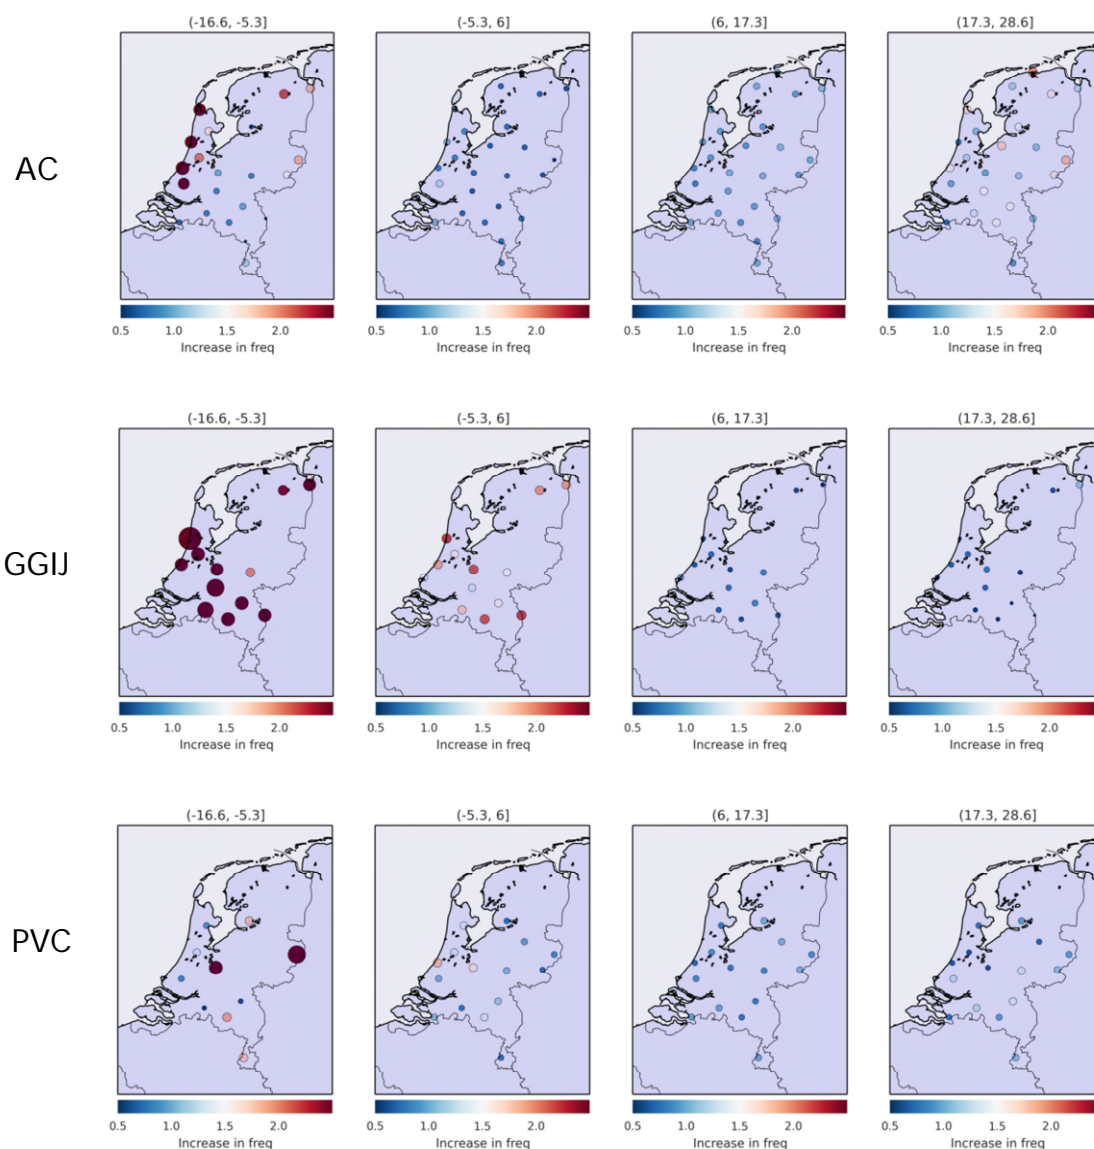 (-16.6, -5.3] (-5.3, 6] (6, 17.3] (17.3, 28.6]
AC
0.5 1.0 1.5 2.0 0.5 1.0 1.5 2.0 0.5 1.0 1.5 2.0 0.5 1.0 1.5 2.0
Increase in freq Increase in freq Increase in freq Increase in freq
(-16.6, -5.3] (-5.3, 6] (6, 17.3] (17.3, 28.6]
GGIJ
0.5 1.0 1.5 2.0 0.5 1.0 1.5 2.0 0.5 1.0 1.5 2.0 0.5 1.0 1.5 2.0
Increase in freq Increase in freq Increase in freq Increase in freq
(-16.6, -5.3] (-5.3, 6] (6, 17.3] (17.3, 28.6]
PVC
0.5 1.0 1.5 2.0 0.5 1.0 1.5 2.0 0.5 1.0 1.5 2.0 0.5 1.0 1.5 2.0
Increase in freq Increase in freq Increase in freq Increase in freq